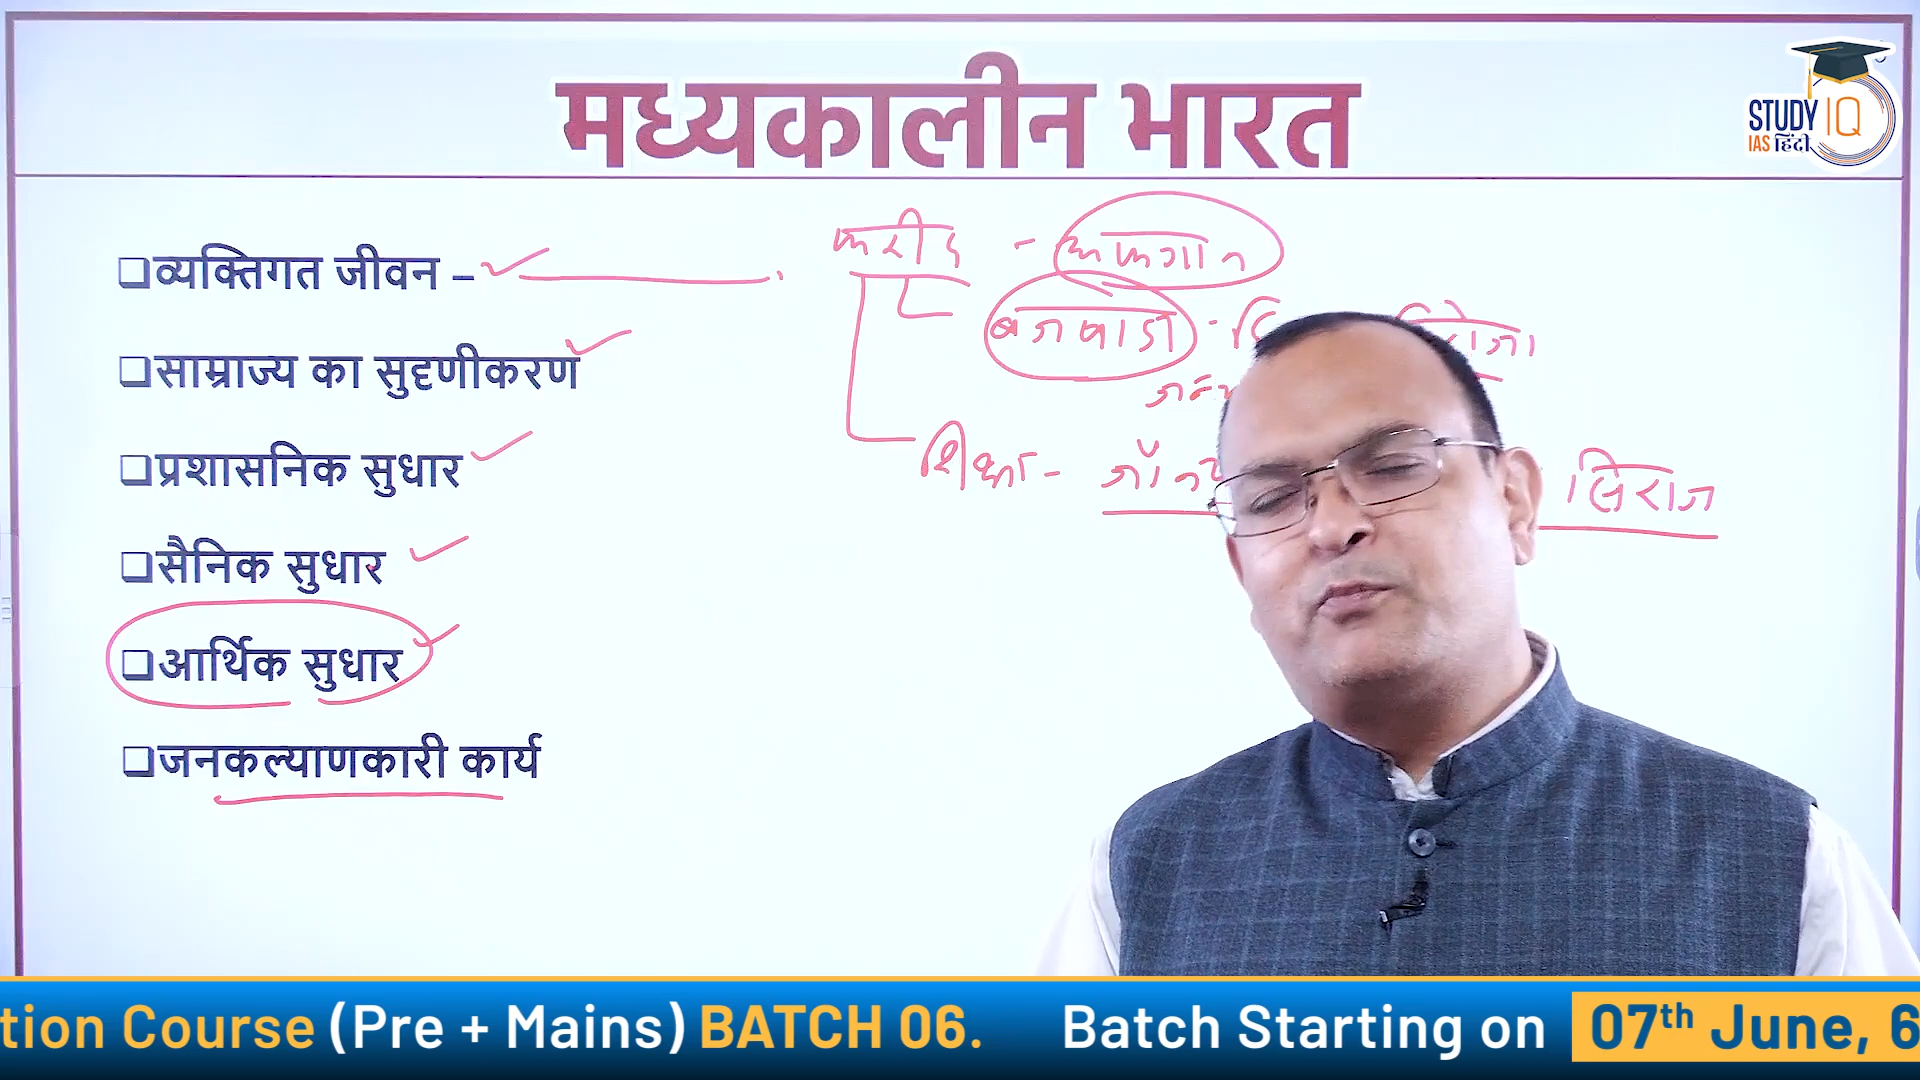 मध्यकालीन भारत
STUDY IQ
IAS हिंदी
व्यक्तिगत जीवन –
साम्राज्य का सुदृणीकरण
प्रशासनिक सुधार
सैनिक सुधार
आर्थिक सुधार
जनकल्याणकारी कार्य
फरीद - अफगान
बजवाडा -
शिक्षा -
सिराज
tion Course (Pre + Mains) BATCH 06. Batch Starting on 07th June, 6